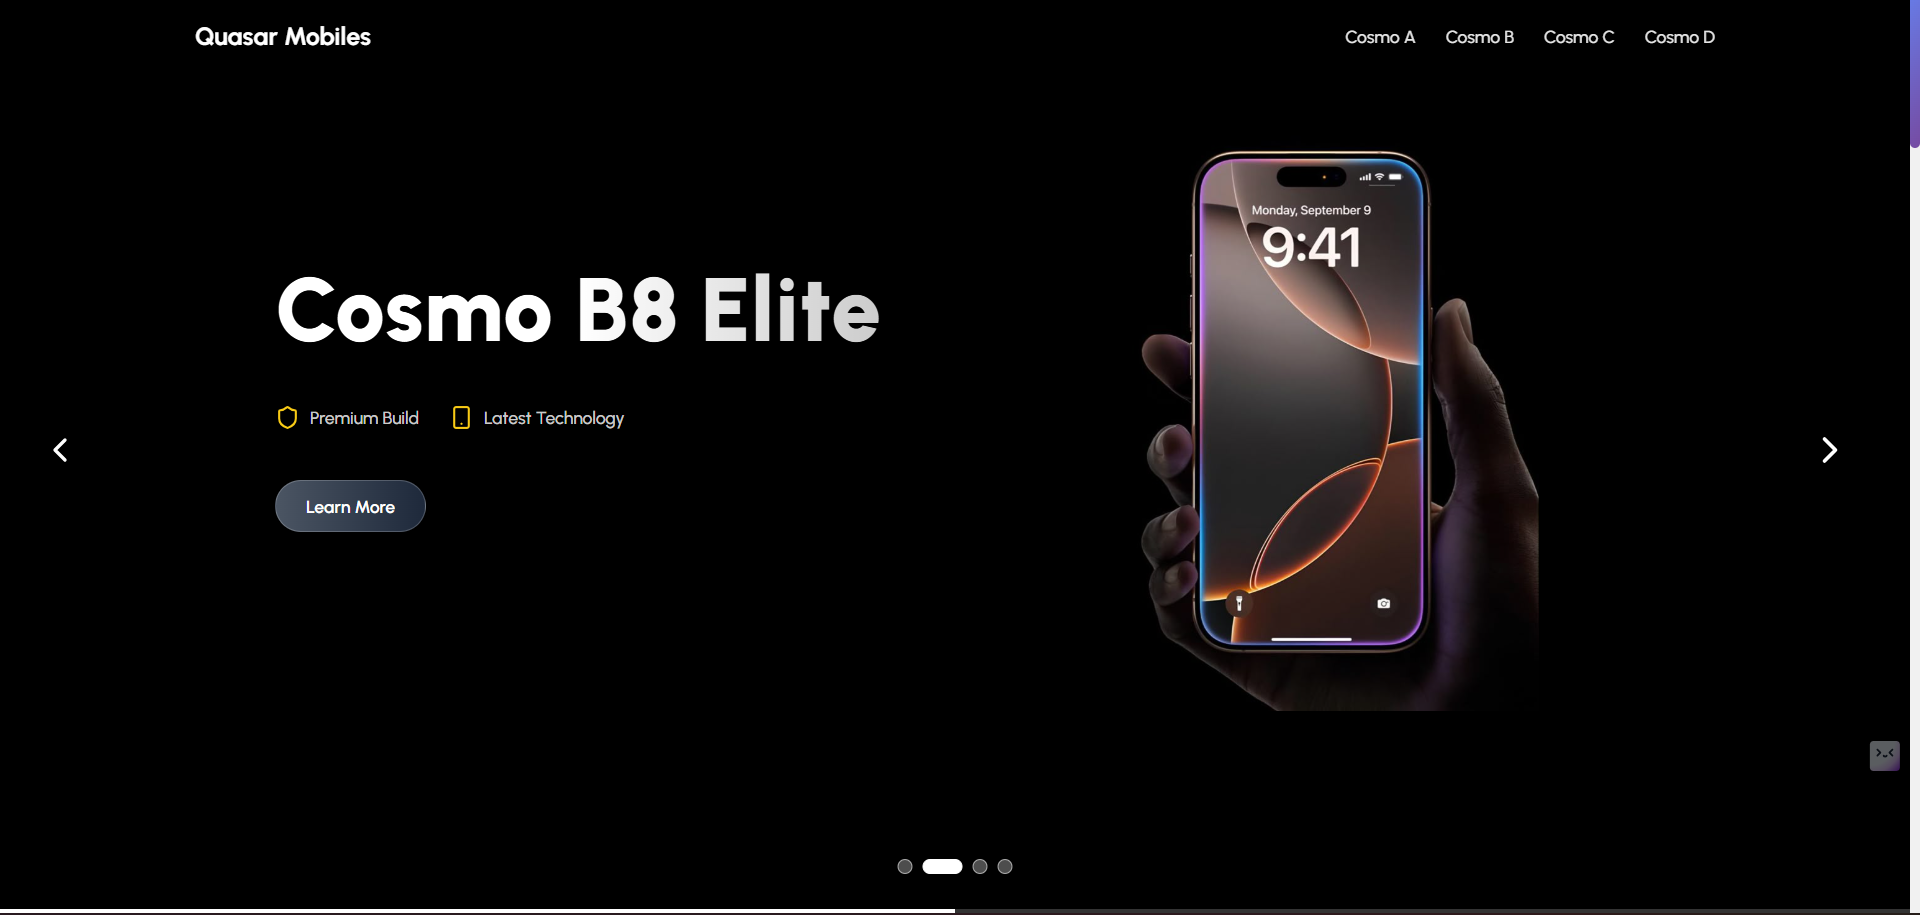 Quasar Mobiles
Cosmo A
Cosmo B
Cosmo C
Cosmo D
Cosmo B8 Elite
Premium Build
Latest Technology
Learn More
Monday, September 9
9:41